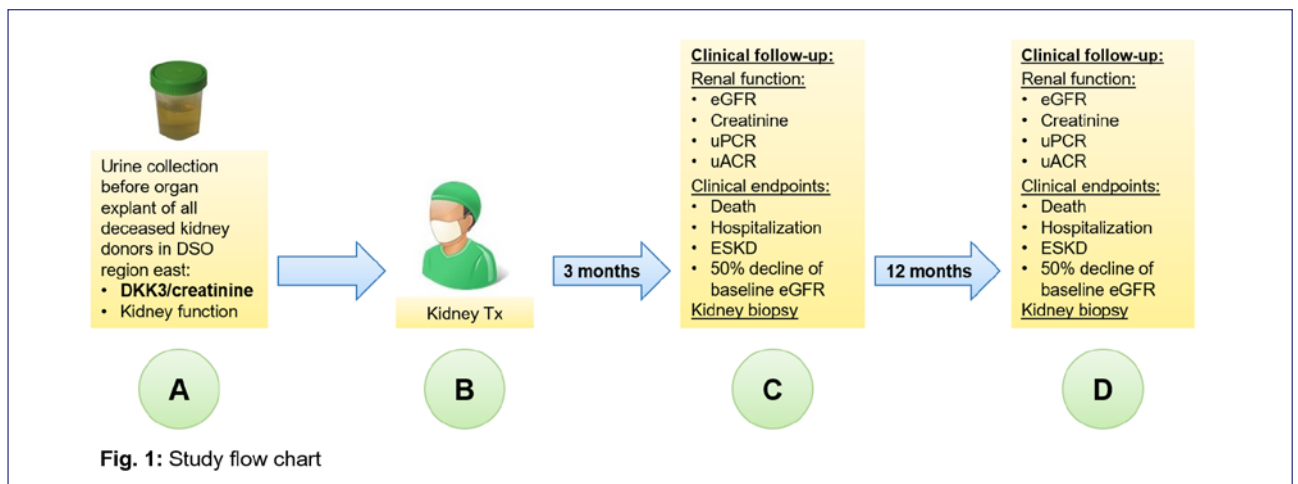 Urine collection
before organ
explant of all
deceased kidney
donors in DSO
region east:
• DKK3/creatinine
• Kidney function
A
Kidney Tx
B
3 months
Clinical follow-up:
Renal function:
• eGFR
• Creatinine
• uPCR
• uACR
Clinical endpoints:
• Death
• Hospitalization
• ESKD
• 50% decline of
baseline eGFR
Kidney biopsy
C
12 months
Clinical follow-up:
Renal function:
• eGFR
• Creatinine
• uPCR
• uACR
Clinical endpoints:
• Death
• Hospitalization
• ESKD
• 50% decline of
baseline eGFR
Kidney biopsy
D
Fig. 1: Study flow chart